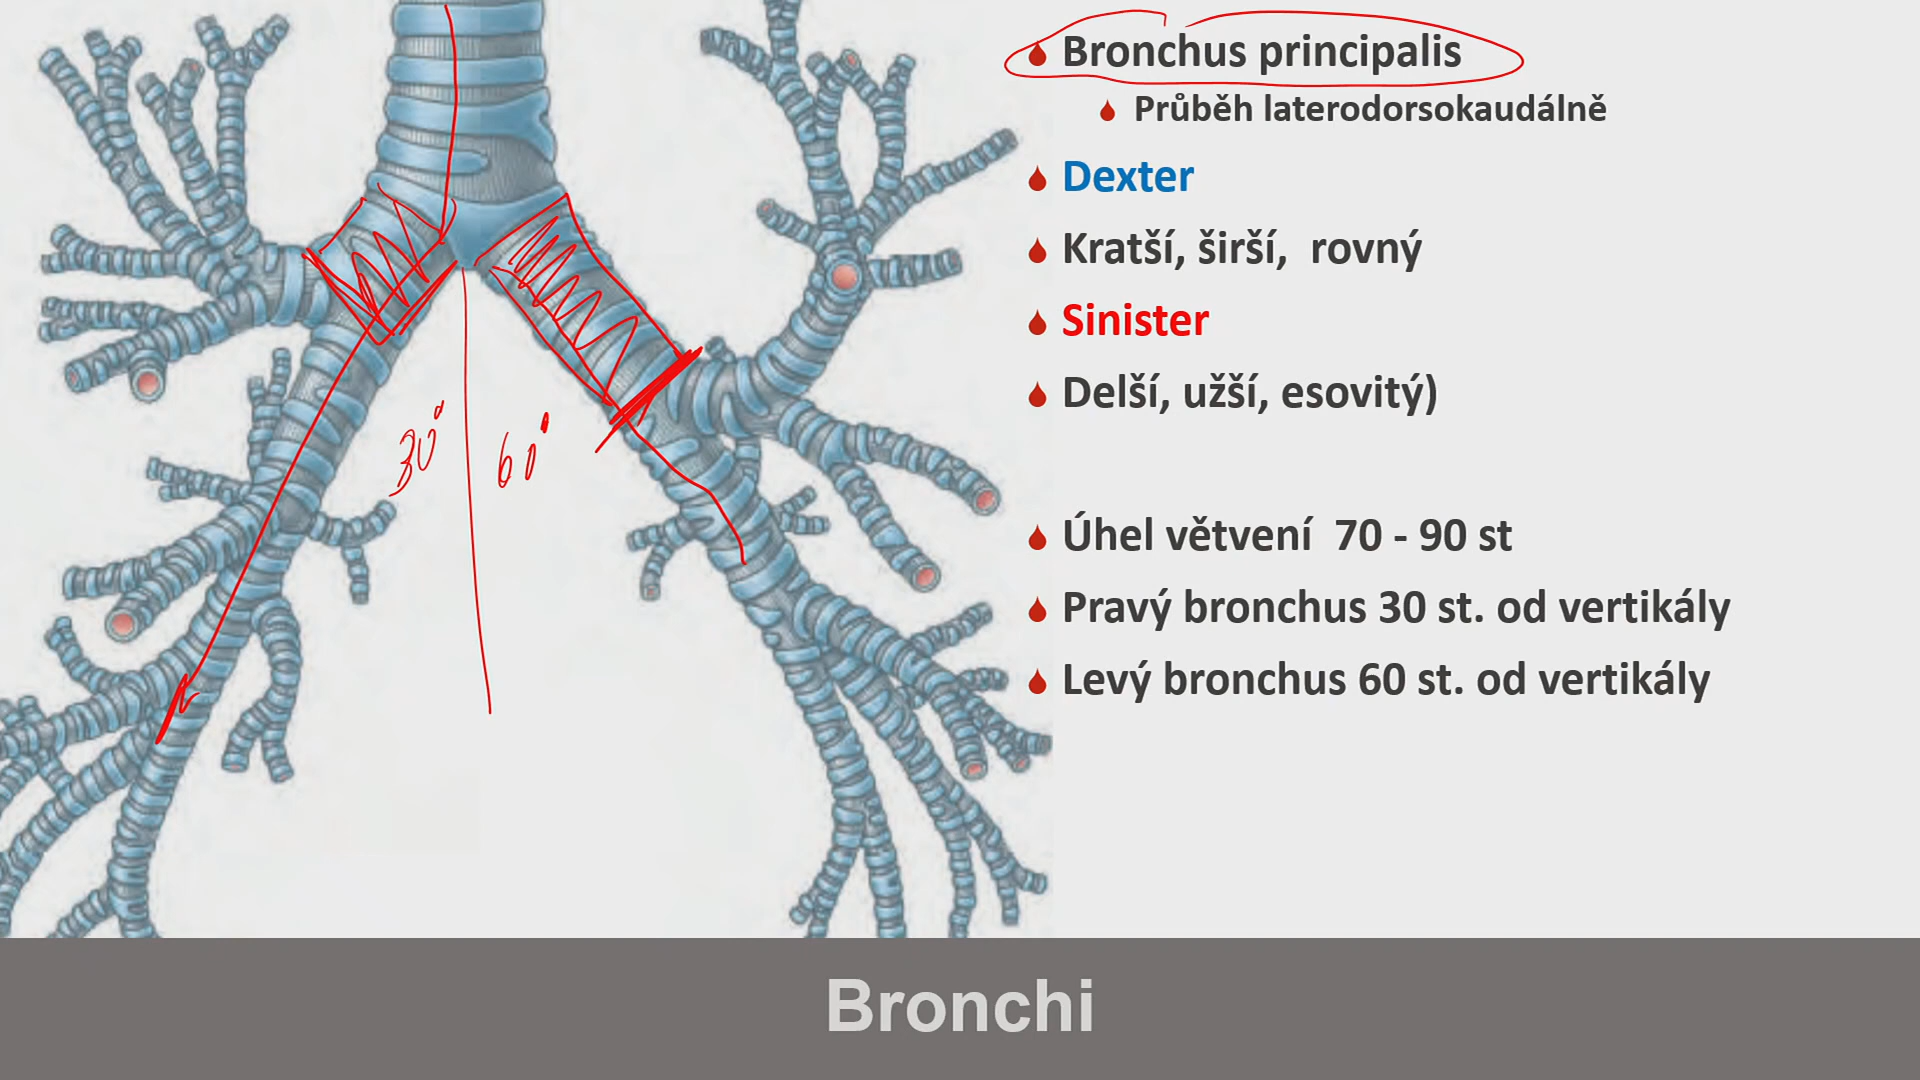 Bronchus principalis
Průběh laterodorsokaudálně
Dexter
Kratší, širší, rovný
Sinister
Delší, užší, esovitý)
Úhel větvení 70 - 90 st
Pravý bronchus 30 st. od vertikály
Levý bronchus 60 st. od vertikály
30° 60°
Bronchi